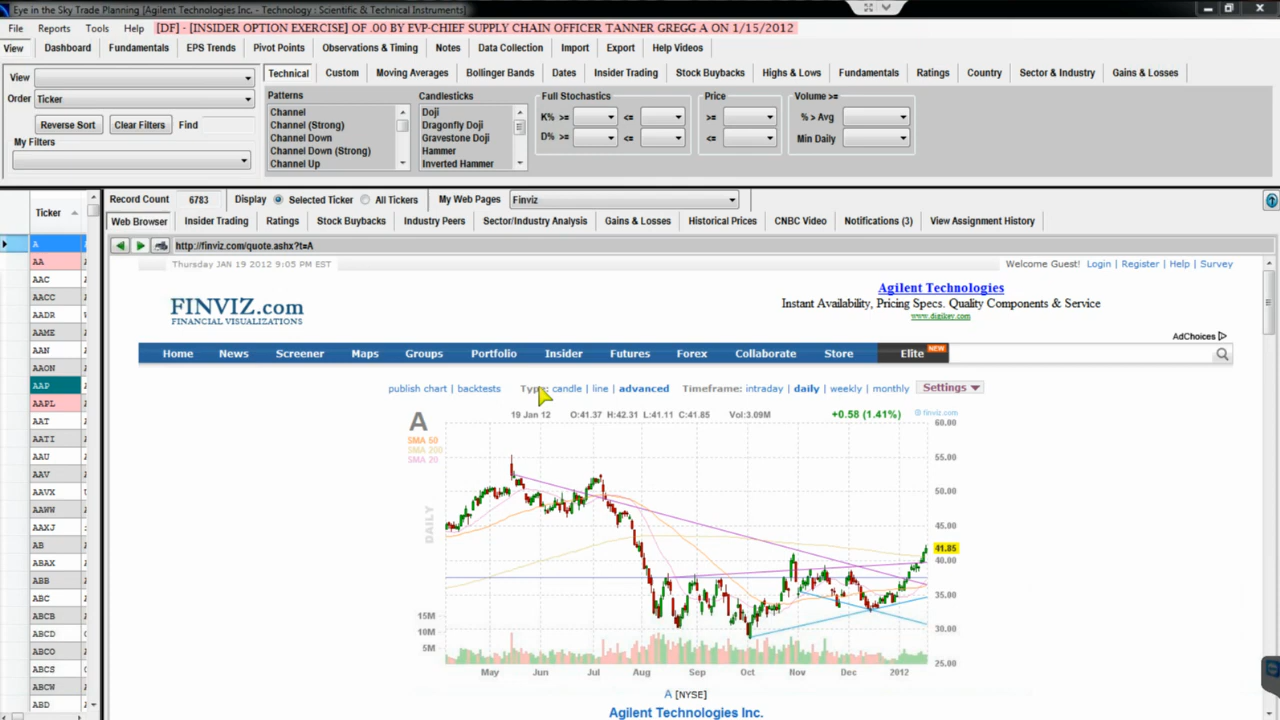 Eye in the Sky Trade Planning [Agilent Technologies Inc. - Technology : Scientific & Technical Instruments]
File Reports Tools Help [DF] - [INSIDER OPTION EXERCISE] OF .00 BY EVP-CHIEF SUPPLY CHAIN OFFICER TANNER GREGG A ON 1/15/2012
View Dashboard Fundamentals EPS Trends Pivot Points Observations & Timing Notes Data Collection Import Export Help Videos
View
Order Ticker
Reverse Sort Clear Filters Find
My Filters
Technical Custom Moving Averages Bollinger Bands Dates Insider Trading Stock Buybacks Highs & Lows Fundamentals Ratings Country Sector & Industry Gains & Losses
Patterns
Channel
Channel (Strong)
Channel Down
Channel Down (Strong)
Channel Up
Candlesticks
Doji
Dragonfly Doji
Gravestone Doji
Hammer
Inverted Hammer
Full Stochastics
K% >= <=
D% >= <=
Price
>=
<=
Volume >=
% > Avg
Min Daily
Record Count 6783 Display Selected Ticker All Tickers My Web Pages Finviz
Web Browser Insider Trading Ratings Stock Buybacks Industry Peers Sector/Industry Analysis Gains & Losses Historical Prices CNBC Video Notifications (3) View Assignment History
Ticker
A
AA
AAC
AACC
AADR
AAME
AAN
AAON
AAP
AAPL
AAT
AATI
AAU
AAV
AAVX
AAWW
AAXJ
AB
ABAX
ABB
ABC
ABCB
ABCD
ABCO
ABCS
ABCW
ABD
http://finviz.com/quote.ashx?t=A
Thursday JAN 19 2012 9:05 PM EST
Welcome Guest! Login | Register | Help | Survey
FINVIZ.com
FINANCIAL VISUALIZATIONS
Agilent Technologies
Instant Availability, Pricing Specs. Quality Components & Service
www.digikey.com
AdChoices
Home News Screener Maps Groups Portfolio Insider Futures Forex Collaborate Store Elite NEW
publish chart | backtests Type: candle | line | advanced Timeframe: intraday | daily | weekly | monthly Settings
A
SMA 50
SMA 200
SMA 20
19 Jan 12 O:41.37 H:42.31 L:41.11 C:41.85 Vol:3.09M +0.58 (1.41%) © finviz.com
DAILY
60.00
55.00
50.00
45.00
41.85
40.00
35.00
30.00
25.00
15M
10M
5M
May Jun Jul Aug Sep Oct Nov Dec 2012
A [NYSE]
Agilent Technologies Inc.